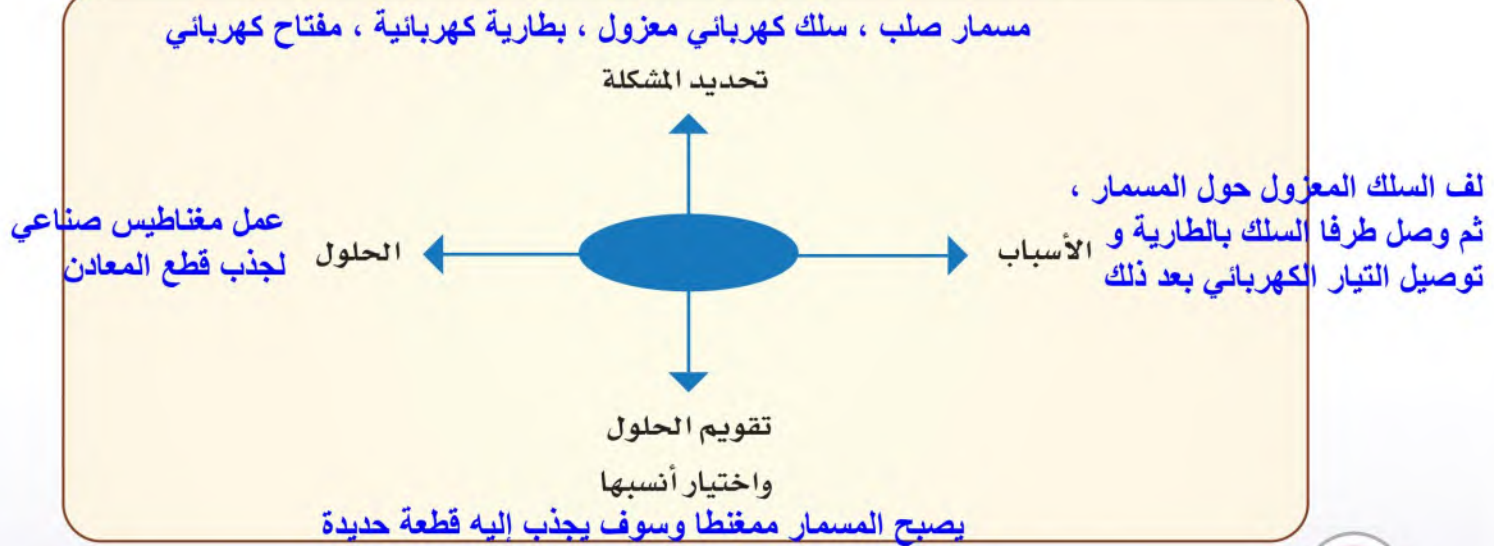 مسمار صلب ، سلك كهربائي معزول ، بطارية كهربائية ، مفتاح كهربائي
تحديد المشكلة
لف السلك المعزول حول المسمار ،
ثم وصل طرفا السلك بالطارية و
توصيل التيار الكهربائي بعد ذلك
الأسباب
الحلول
عمل مغناطيس صناعي
لجذب قطع المعادن
تقويم الحلول
واختيار أنسبها
يصبح المسمار ممغنطا وسوف يجذب إليه قطعة حديدة